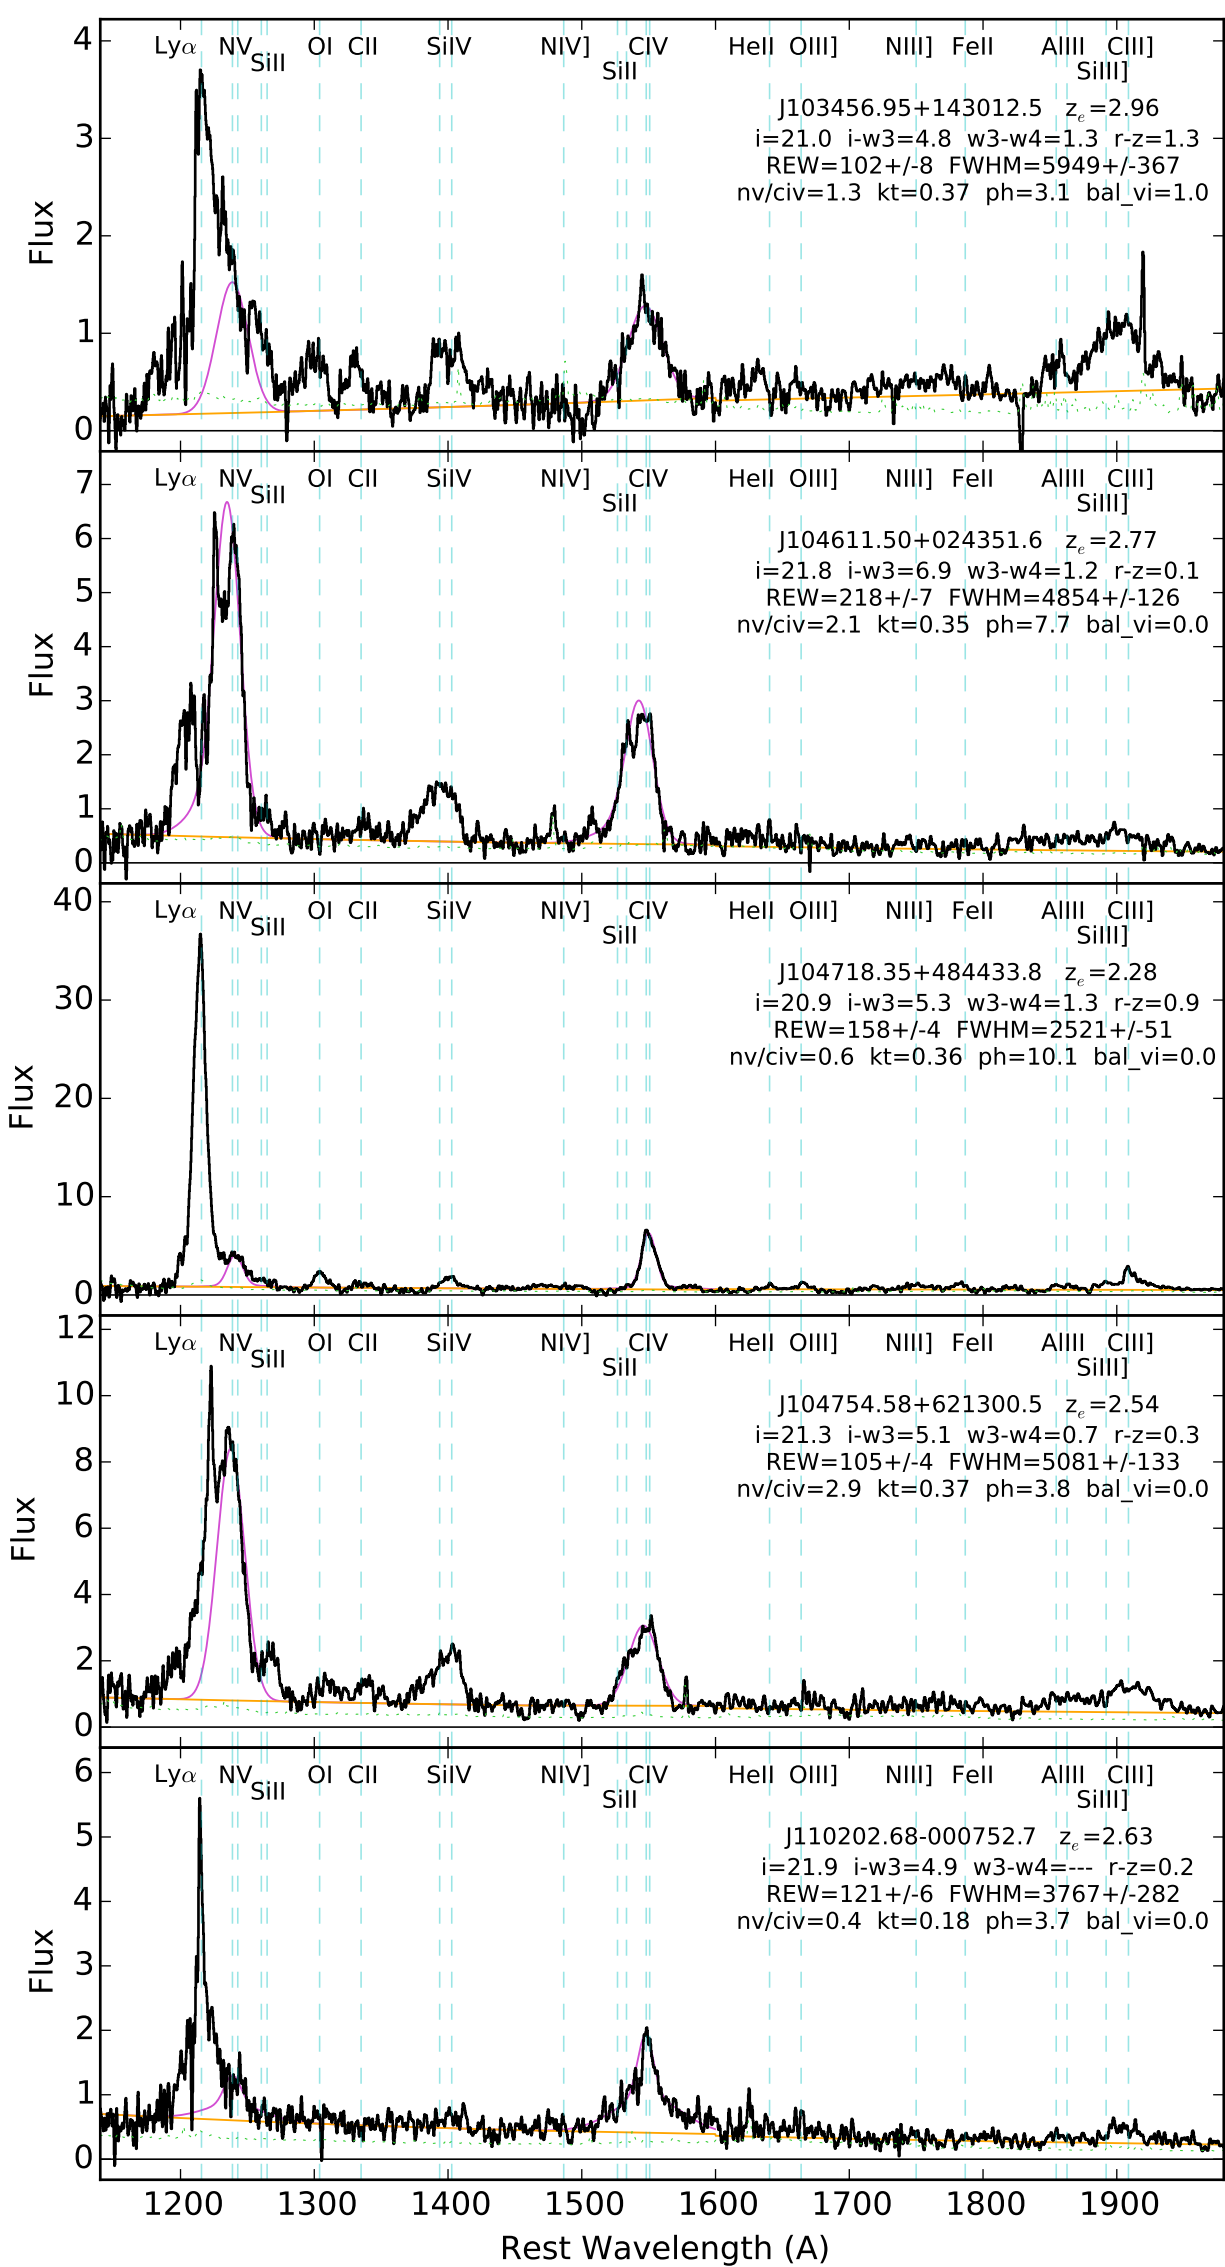 Lyα NV SiII OI CII SiIV NIV] SiII CIV HeII OIII] NIII] FeII AlIII CIII] SiIII]
J103456.95+143012.5 z_e=2.96
i=21.0 i-w3=4.8 w3-w4=1.3 r-z=1.3
REW=102+/-8 FWHM=5949+/-367
nv/civ=1.3 kt=0.37 ph=3.1 bal_vi=1.0
4
3
2
1
0
Flux
Lyα NV SiII OI CII SiIV NIV] SiII CIV HeII OIII] NIII] FeII AlIII CIII] SiIII]
J104611.50+024351.6 z_e=2.77
i=21.8 i-w3=6.9 w3-w4=1.2 r-z=0.1
REW=218+/-7 FWHM=4854+/-126
nv/civ=2.1 kt=0.35 ph=7.7 bal_vi=0.0
7
6
5
4
3
2
1
0
Flux
Lyα NV SiII OI CII SiIV NIV] SiII CIV HeII OIII] NIII] FeII AlIII CIII] SiIII]
J104718.35+484433.8 z_e=2.28
i=20.9 i-w3=5.3 w3-w4=1.3 r-z=0.9
REW=158+/-4 FWHM=2521+/-51
nv/civ=0.6 kt=0.36 ph=10.1 bal_vi=0.0
40
30
20
10
0
Flux
Lyα NV SiII OI CII SiIV NIV] SiII CIV HeII OIII] NIII] FeII AlIII CIII] SiIII]
J104754.58+621300.5 z_e=2.54
i=21.3 i-w3=5.1 w3-w4=0.7 r-z=0.3
REW=105+/-4 FWHM=5081+/-133
nv/civ=2.9 kt=0.37 ph=3.8 bal_vi=0.0
12
10
8
6
4
2
0
Flux
Lyα NV SiII OI CII SiIV NIV] SiII CIV HeII OIII] NIII] FeII AlIII CIII] SiIII]
J110202.68-000752.7 z_e=2.63
i=21.9 i-w3=4.9 w3-w4=--- r-z=0.2
REW=121+/-6 FWHM=3767+/-282
nv/civ=0.4 kt=0.18 ph=3.7 bal_vi=0.0
6
5
4
3
2
1
0
Flux
1200 1300 1400 1500 1600 1700 1800 1900
Rest Wavelength (A)